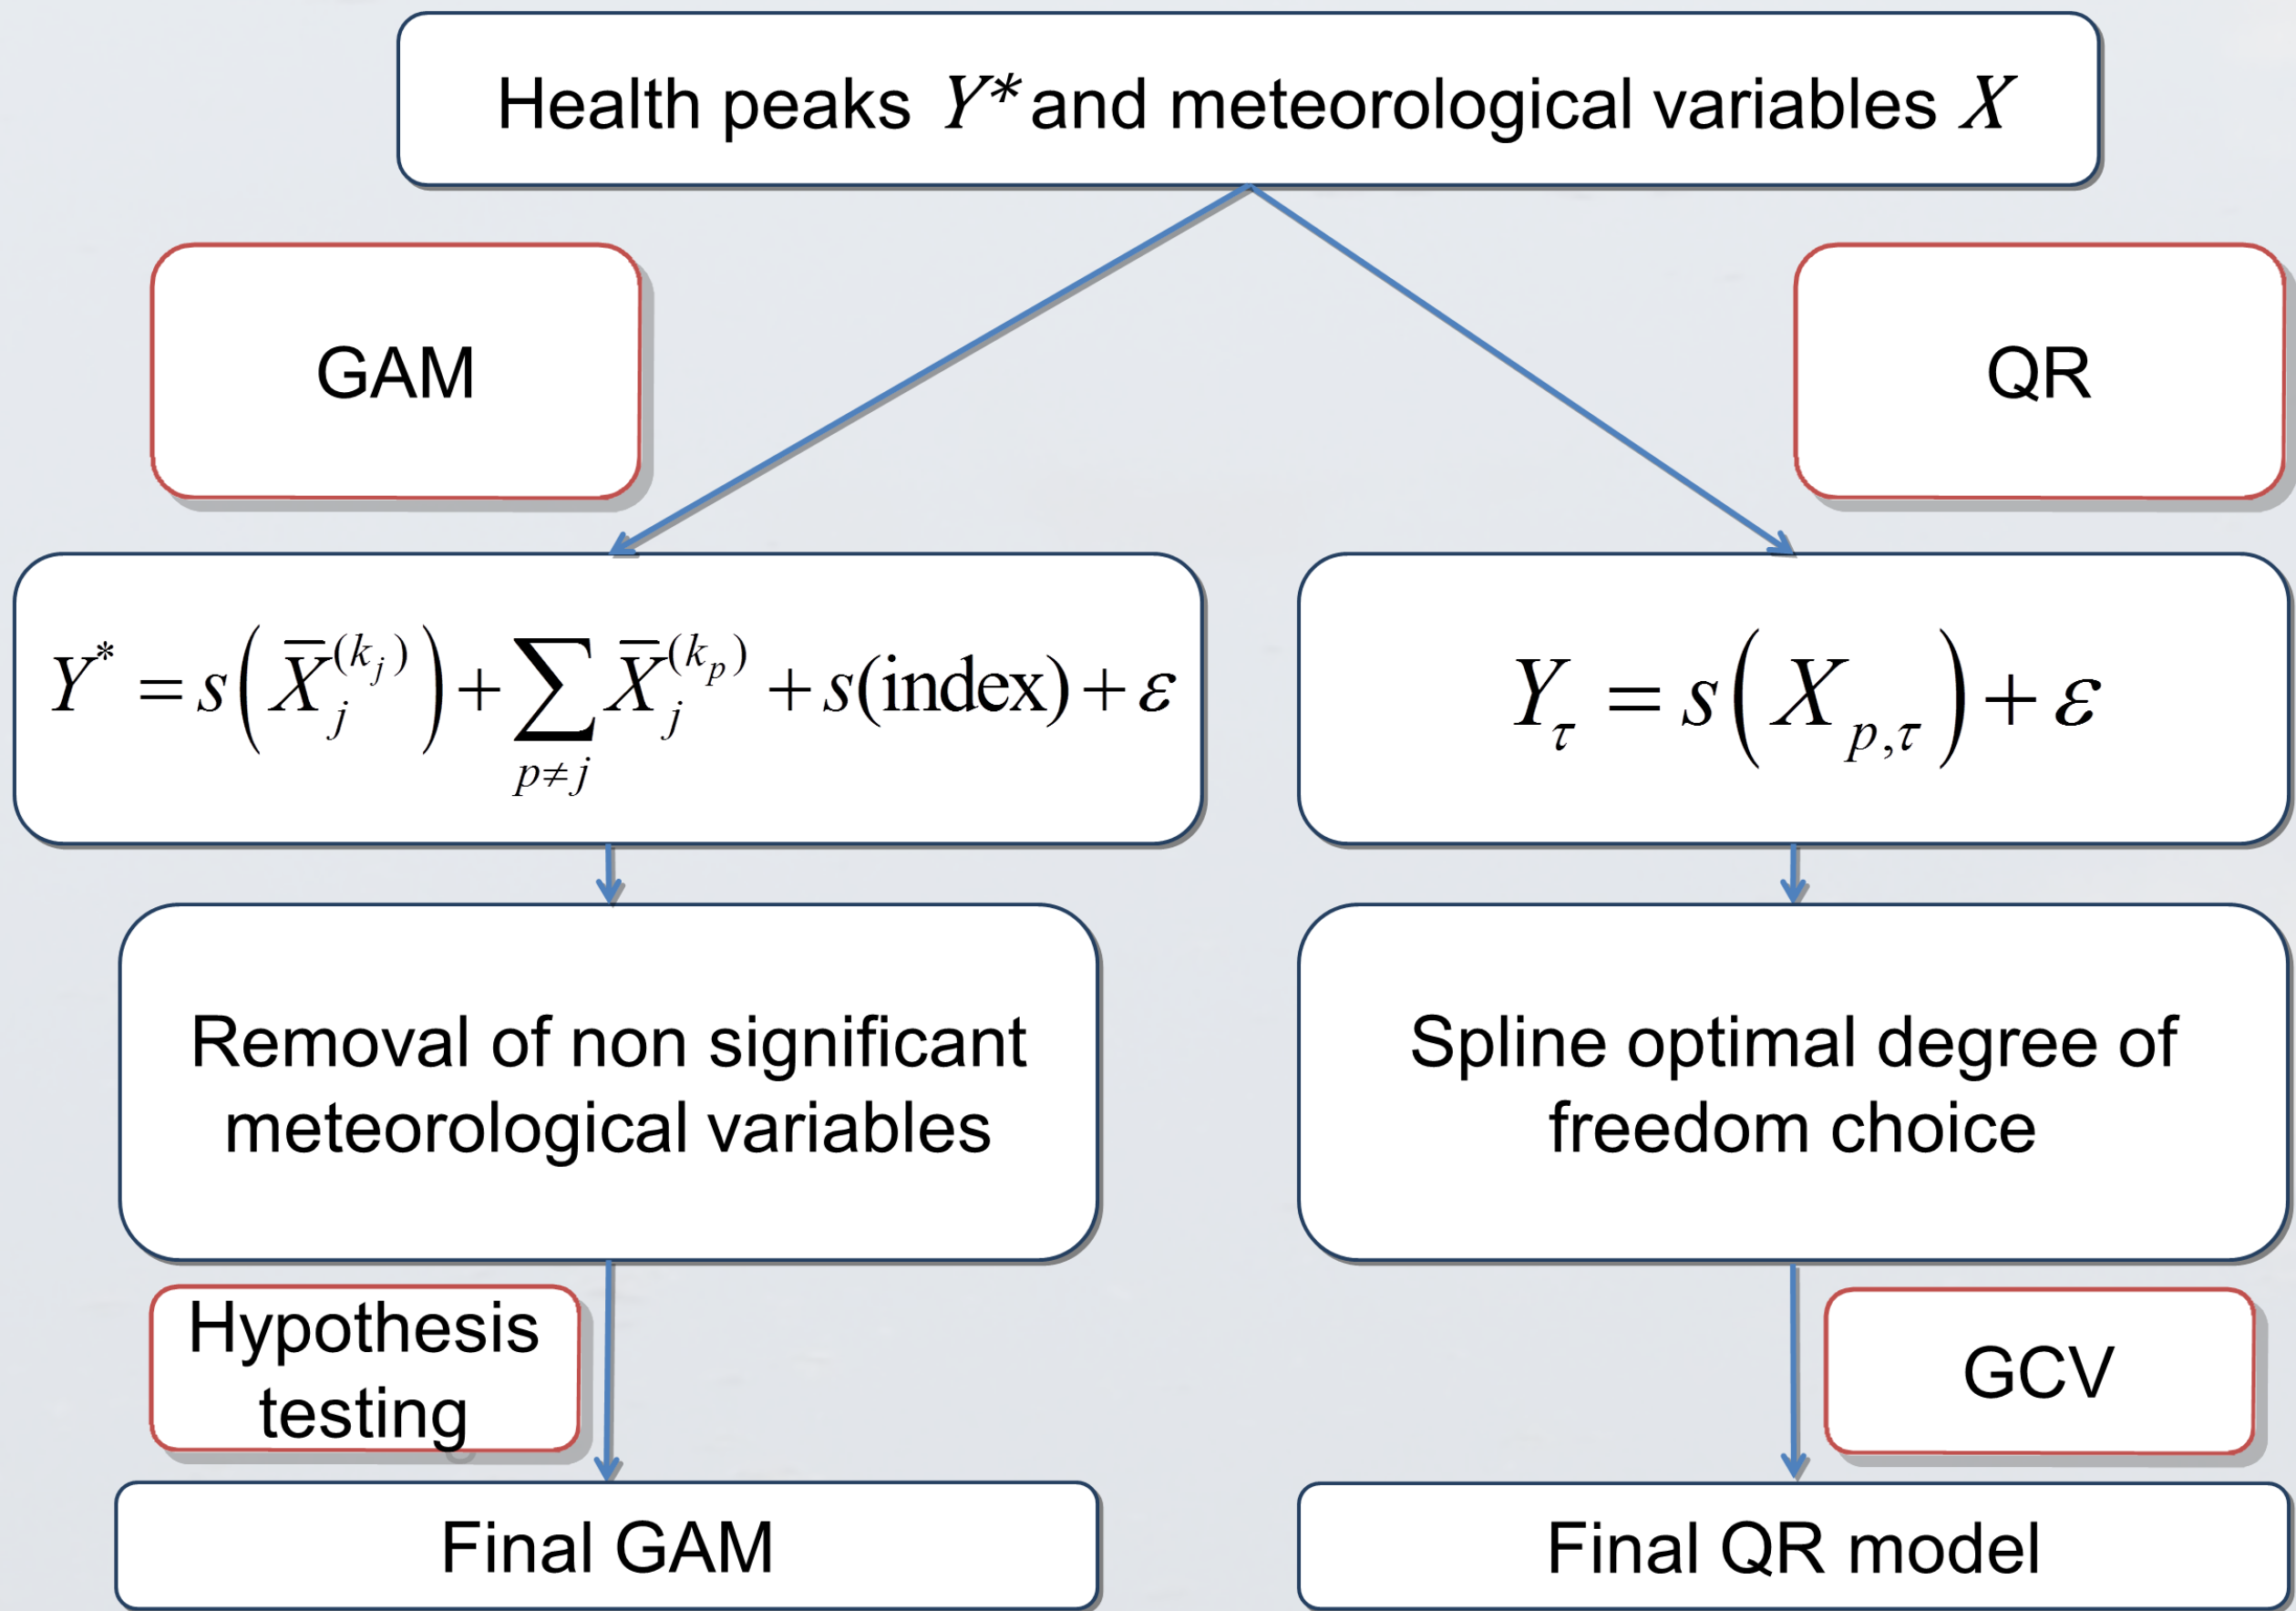 Health peaks Y* and meteorological variables X
GAM
QR
Y* = s(X̄_j^(k_j)) + ∑_{p≠j} X̄_j^(k_p) + s(index) + ε
Y_τ = s(X_{p,τ}) + ε
Removal of non significant
meteorological variables
Spline optimal degree of
freedom choice
Hypothesis
testing
GCV
Final GAM
Final QR model